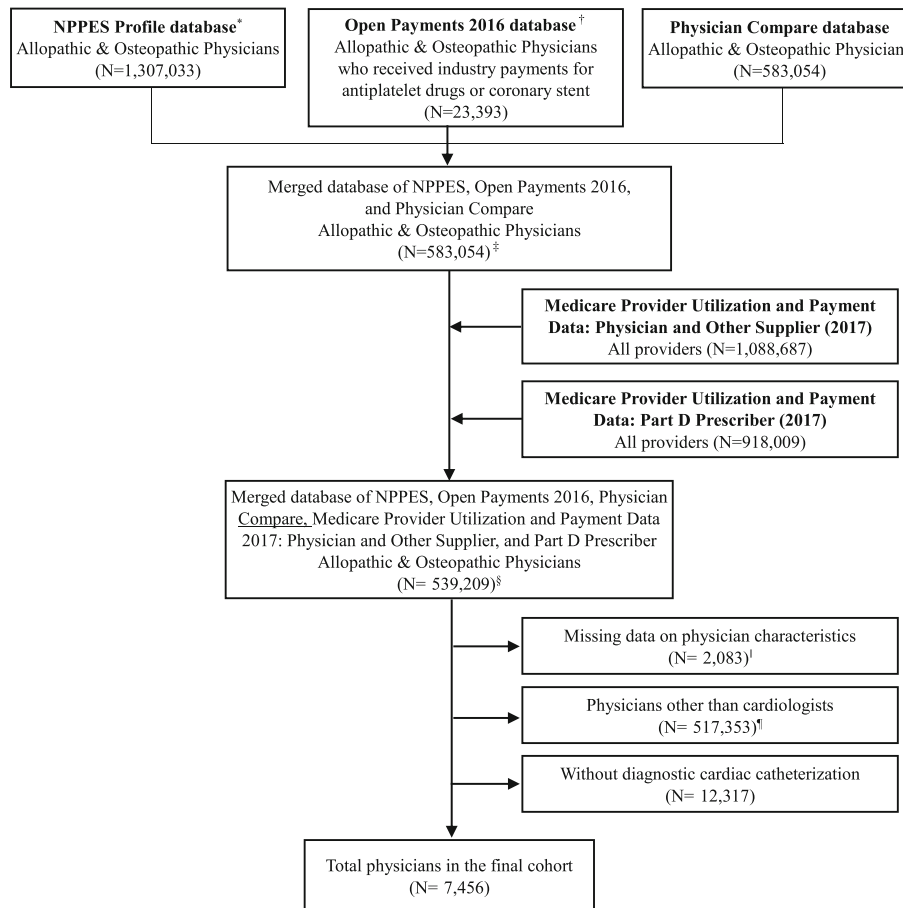 NPPES Profile database*
Allopathic & Osteopathic Physicians
(N=1,307,033)
Open Payments 2016 database†
Allopathic & Osteopathic Physicians
who received industry payments for
antiplatelet drugs or coronary stent
(N=23,393)
Physician Compare database
Allopathic & Osteopathic Physician
(N=583,054)
Merged database of NPPES, Open Payments 2016,
and Physician Compare
Allopathic & Osteopathic Physicians
(N=583,054)‡
Medicare Provider Utilization and Payment
Data: Physician and Other Supplier (2017)
All providers (N=1,088,687)
Medicare Provider Utilization and Payment
Data: Part D Prescriber (2017)
All providers (N=918,009)
Merged database of NPPES, Open Payments 2016, Physician
Compare, Medicare Provider Utilization and Payment Data
2017: Physician and Other Supplier, and Part D Prescriber
Allopathic & Osteopathic Physicians
(N= 539,209)§
Missing data on physician characteristics
(N= 2,083)|
Physicians other than cardiologists
(N= 517,353)¶
Without diagnostic cardiac catheterization
(N= 12,317)
Total physicians in the final cohort
(N= 7,456)